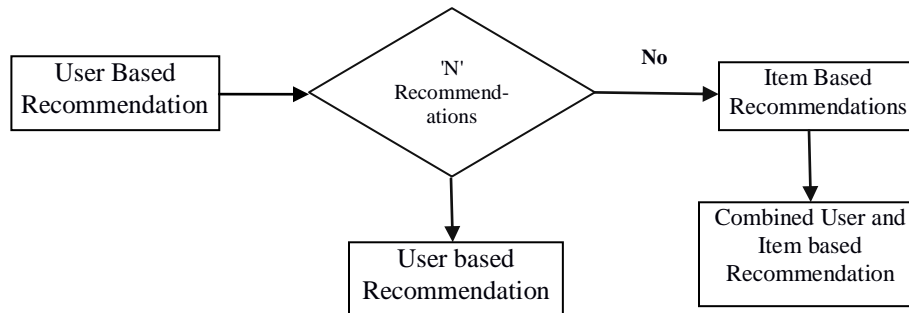 User Based
Recommendation
'N'
Recommend-
ations
No
Item Based
Recommendations
User based
Recommendation
Combined User and
Item based
Recommendation